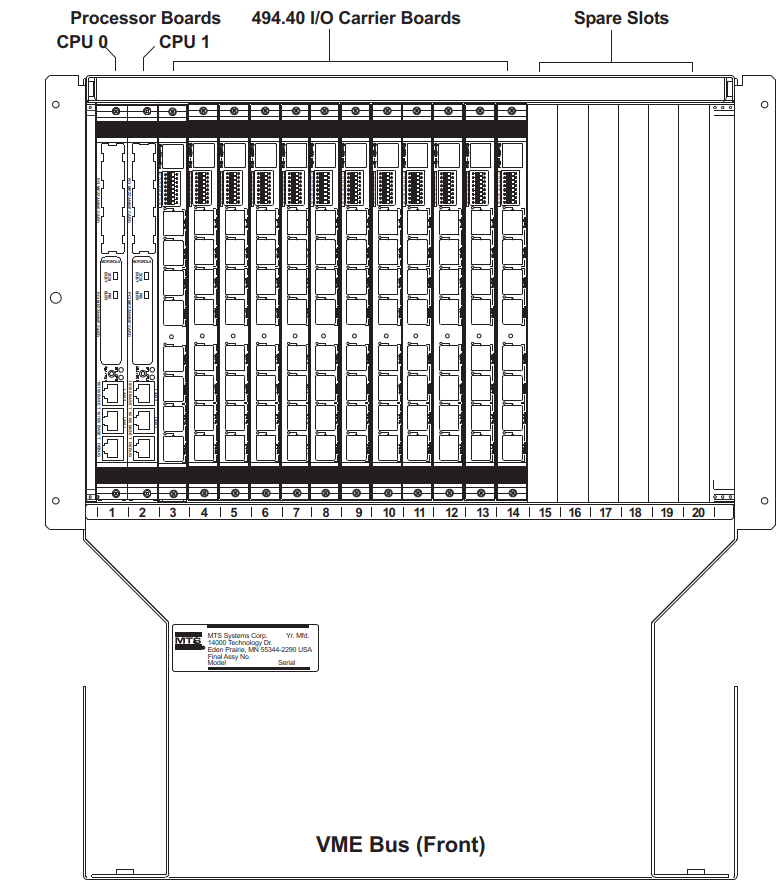 Processor Boards 494.40 I/O Carrier Boards Spare Slots
CPU 0 CPU 1
MOTOROLA MOTOROLA
1 2 3 4 5 6 7 8 9 10 11 12 13 14 15 16 17 18 19 20
MTS
MTS Systems Corp. Yr. Mfd.
14000 Technology Dr.
Eden Prairie, MN 55344-2290 USA
Final Assy No.
Model Serial
VME Bus (Front)